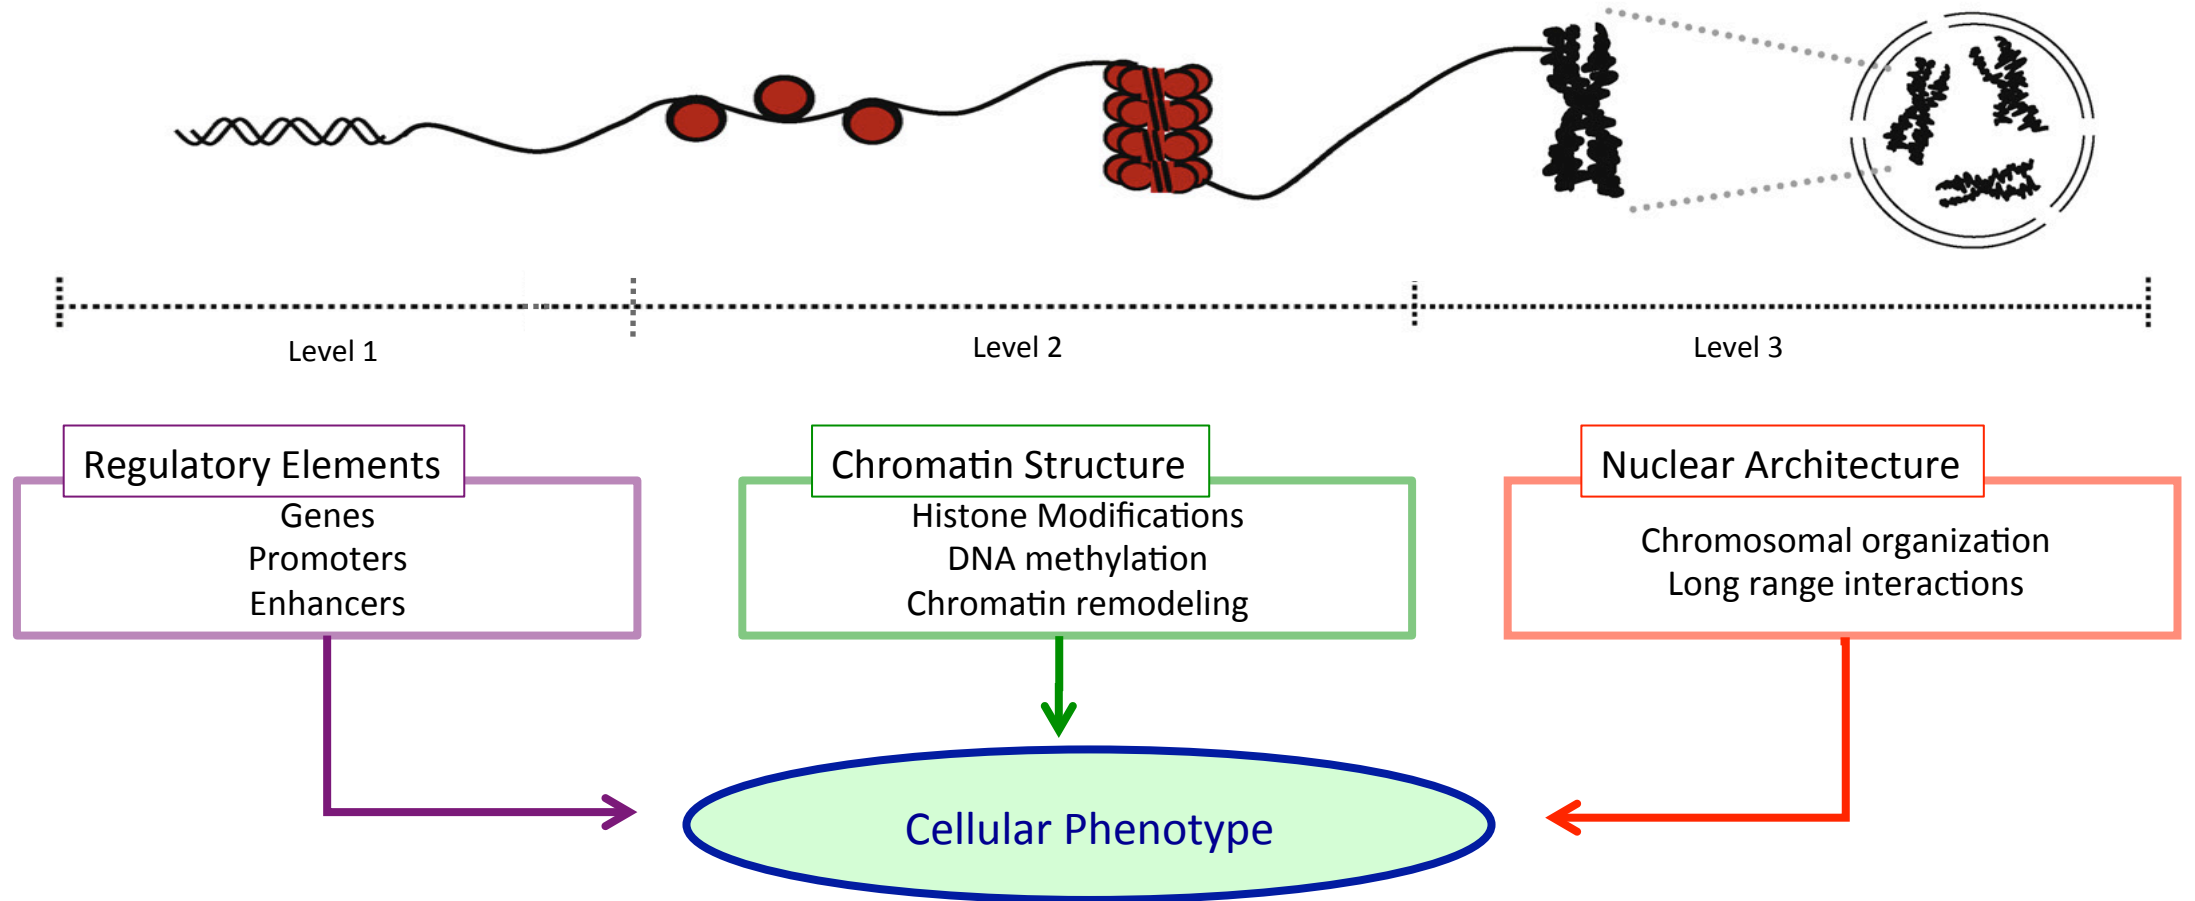 Level 1
Level 2
Level 3
Regulatory Elements
Genes
Promoters
Enhancers
Chromatin Structure
Histone Modifications
DNA methylation
Chromatin remodeling
Nuclear Architecture
Chromosomal organization
Long range interactions
Cellular Phenotype